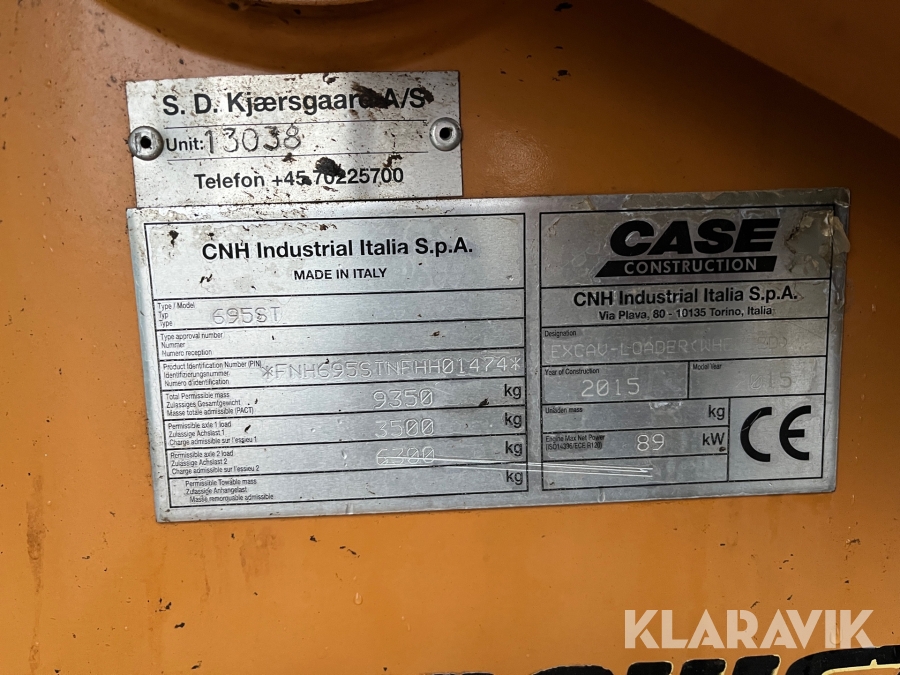 S. D. Kjærsgaard A/S
Unit: 13038
Telefon +45 70225700
CNH Industrial Italia S.p.A.
MADE IN ITALY
Type / Model
Typ
Type
695ST
Type approval number
Nummer
Numero reception
Product Identification Number (PIN)
Identifizierungsnummer
Numéro d'identification
*FNH695STNFHH01474*
Total Permissible mass
Zulässiges Gesamtgewicht
Masse totale admissible (PACT)
9350 kg
Permissible axle 1 load
Zulässige Achslast 1
Charge admissible sur l'essieu 1
3500 kg
Permissible axle 2 load
Zulässige Achslast 2
Charge admissible sur l'essieu 2
6300 kg
Permissible Towable mass
Zulässige Anhangelast
Masse remorquable admissible
kg
CASE
CONSTRUCTION
CNH Industrial Italia S.p.A.
Via Plava, 80 - 10135 Torino, Italia
Designation
EXCAV-LOADER
Year of Construction
2015
Model Year
Unladen mass
kg
Engine Max Net Power
(ISO14396/ECE R120)
89 kW
CE
KLARAVIK